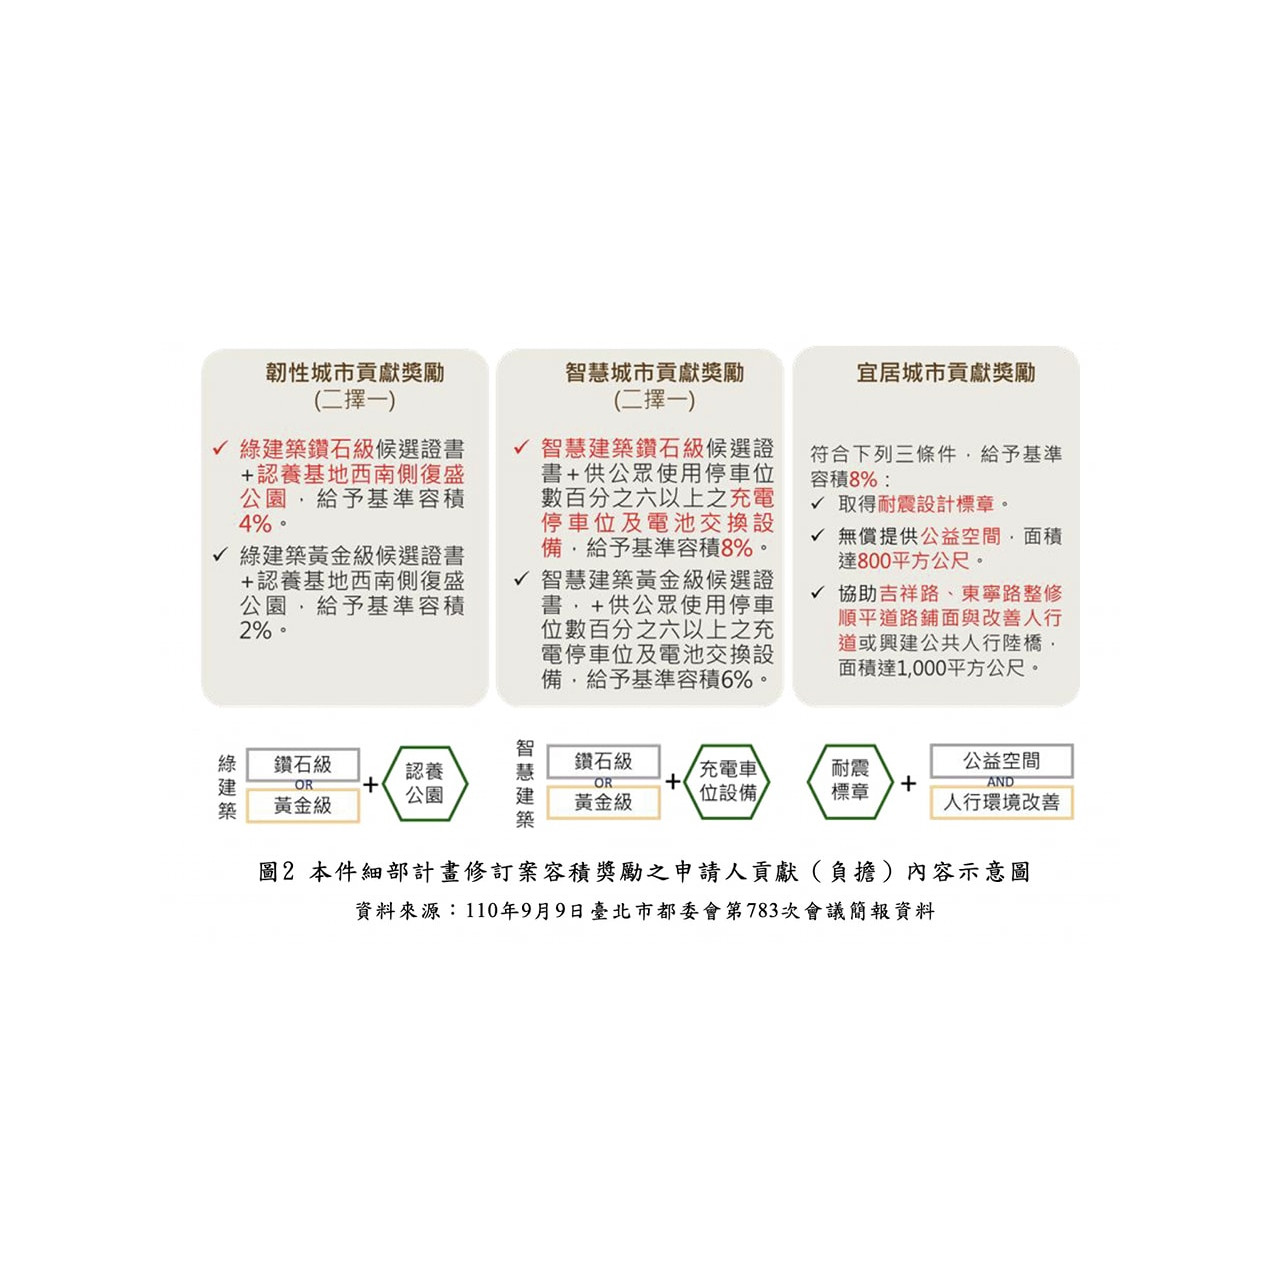 韌性城市貢獻獎勵
(二擇一)
✓ 綠建築鑽石級候選證書
+認養基地西南側復盛
公園，給予基準容積
4%。
✓ 綠建築黃金級候選證書
+認養基地西南側復盛
公園，給予基準容積
2%。
智慧城市貢獻獎勵
(二擇一)
✓ 智慧建築鑽石級候選證
書+供公眾使用停車位
數百分之六以上之充電
停車位及電池交換設
備，給予基準容積8%。
✓ 智慧建築黃金級候選證
書，+供公眾使用停車
位數百分之六以上之充
電停車位及電池交換設
備，給予基準容積6%。
宜居城市貢獻獎勵
符合下列三條件，給予基準
容積8%：
✓ 取得耐震設計標章。
✓ 無償提供公益空間，面積
達800平方公尺。
✓ 協助吉祥路、東寧路整修
順平道路鋪面與改善人行
道或興建公共人行陸橋，
面積達1,000平方公尺。
綠建築
鑽石級
OR
黃金級
+
認養
公園
智慧建築
鑽石級
OR
黃金級
+
充電車
位設備
耐震
標章
+
公益空間
AND
人行環境改善
圖2 本件細部計畫修訂案容積獎勵之申請人貢獻（負擔）內容示意圖
資料來源：110年9月9日臺北市都委會第783次會議簡報資料